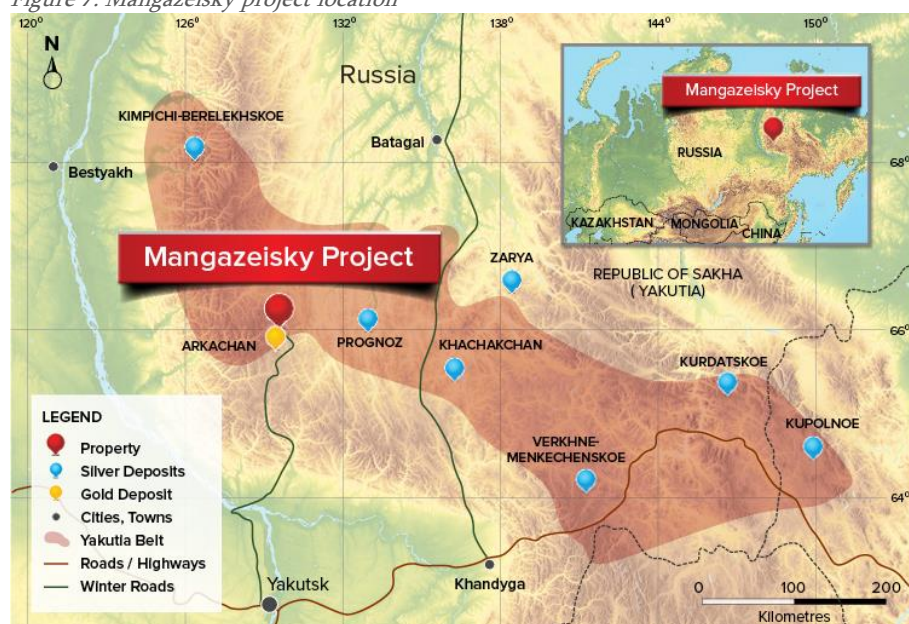 Figure 7: Mangazeisky project location
120°
126°
132°
144°
150°
N
Russia
KIMPICHI-BERELEKHSKOE
Batagai
Bestyakh
68°
Mangazeisky Project
RUSSIA
KAZAKHSTAN
MONGOLIA
CHINA
Mangazeisky Project
ZARYA
REPUBLIC OF SAKHA
(YAKUTIA)
66°
ARKACHAN
PROGNOZ
KHACHAKCHAN
KURDATSKOE
KUPOLNOE
VERKHNE-
MENKECHENSKOE
64°
LEGEND
Property
Silver Deposits
Gold Deposit
Cities, Towns
Yakutia Belt
Roads / Highways
Winter Roads
Yakutsk
Khandyga
0 100 200
Kilometres